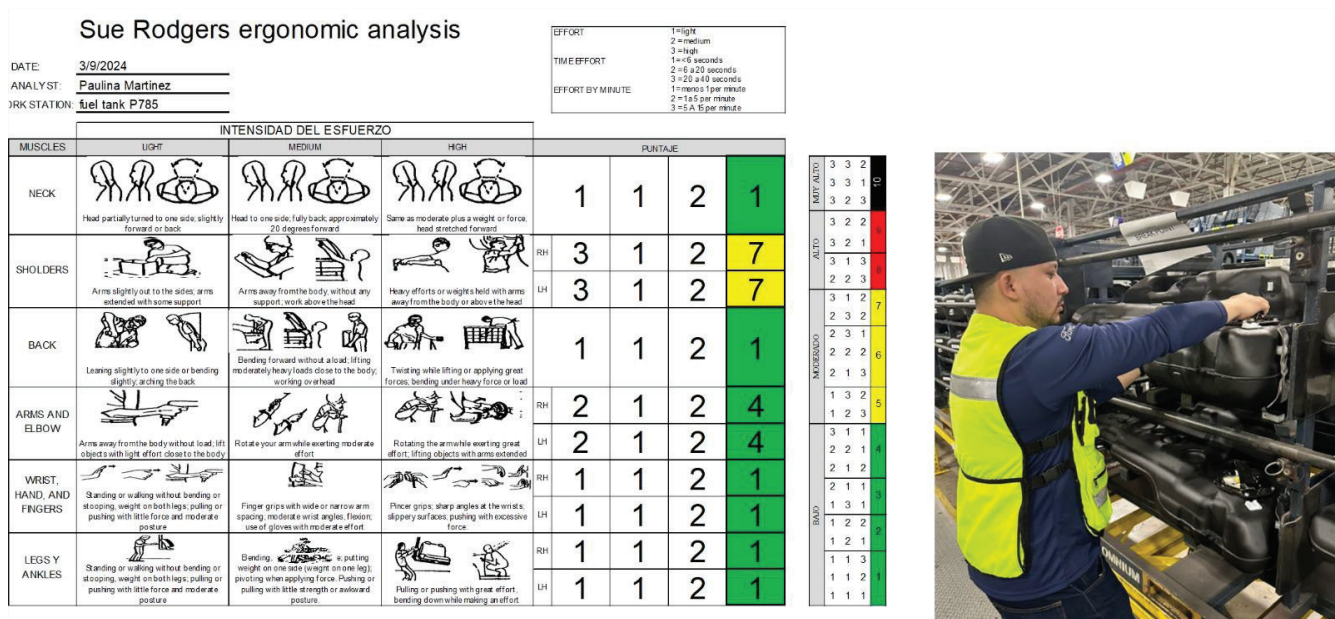 Sue Rodgers ergonomic analysis
DATE: 3/9/2024
ANALYST: Paulina Martinez
ORK STATION: fuel tank P785
EFFORT 1=light
2 =medium
3 =high
TIME EFFORT 1=<6 seconds
2 =6 a 20 seconds
3 =20 a 40 seconds
EFFORT BY MINUTE 1=menos 1 per minute
2 =1a 5 per minute
3 =5 A 15 per minute
INTENSIDAD DEL ESFUERZO
MUSCLES LIGHT MEDIUM HIGH PUNTAJE
NECK
Head partially turned to one side; slightly
forward or back
Head to one side; fully back; approximately
20 degrees forward
Same as moderate plus a weight or force,
head stretched forward
1 1 2 1
SHOLDERS
Arms slightly out to the sides; arms
extended with some support
Arms away from the body, without any
support; work above the head
Heavy efforts or weights held with arms
away from the body or above the head
RH 3 1 2 7
LH 3 1 2 7
BACK
Leaning slightly to one side or bending
slightly; arching the back
Bending forward without a load; lifting
moderately heavy loads close to the body;
working overhead
Twisting while lifting or applying great
forces; bending under heavy force or load
1 1 2 1
ARMS AND
ELBOW
Arms away from the body without load; lift
objects with light effort close to the body
Rotate your arm while exerting moderate
effort
Rotating the arm while exerting great
effort; lifting objects with arms extended
RH 2 1 2 4
LH 2 1 2 4
WRIST,
HAND, AND
FINGERS
Standing or walking without bending or
stooping, weight on both legs; pulling or
pushing with little force and moderate
posture
Finger grips with wide or narrow arm
spacing; moderate wrist angles, flexion;
use of gloves with moderate effort
Pincer grips; sharp angles at the wrists;
slippery surfaces; pushing with excessive
force.
RH 1 1 2 1
LH 1 1 2 1
LEGS Y
ANKLES
Standing or walking without bending or
stooping, weight on both legs; pulling or
pushing with little force and moderate
posture
Bending, e; putting
weight on one side (weight on one leg);
pivoting when applying force. Pushing or
pulling with little strength or awkward
posture.
Pulling or pushing with great effort,
bending down while making an effort
RH 1 1 2 1
LH 1 1 2 1
MUY ALTO
3 3 2
3 3 1 10
3 2 3
ALTO
3 2 2 9
3 2 1
3 1 3 8
2 2 3
MODERADO
3 1 2 7
2 3 2
2 3 1
2 2 2 6
2 1 3
1 3 2 5
1 2 3
BAJO
3 1 1
2 2 1 4
2 1 2
2 1 1 3
1 3 1
1 2 2 2
1 2 1
1 1 3
1 1 2 1
1 1 1
OMNIUM